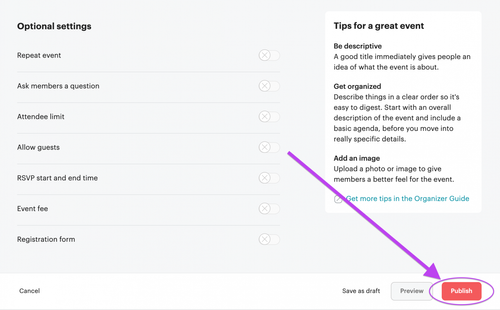 Optional settings
Repeat event
Ask members a question
Attendee limit
Allow guests
RSVP start and end time
Event fee
Registration form
Tips for a great event
Be descriptive
A good title immediately gives people an
idea of what the event is about.
Get organized
Describe things in a clear order so it's
easy to digest. Start with an overall
description of the event and include a
basic agenda, before you move into
really specific details.
Add an image
Upload a photo or image to give
members a better feel for the event.
Get more tips in the Organizer Guide
Cancel
Save as draft
Preview
Publish